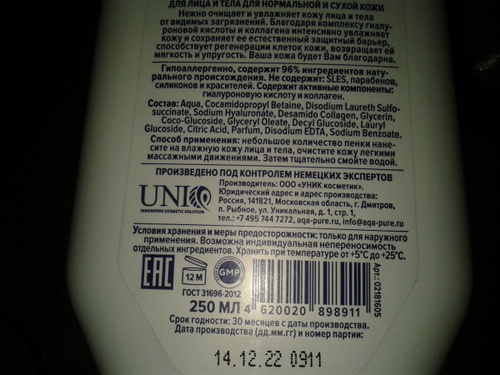 ДЛЯ ЛИЦА И ТЕЛА ДЛЯ НОРМАЛЬНОЙ И СУХОЙ КОЖИ
Нежно очищает и увлажняет кожу лица и тела
от видимых загрязнений. Благодаря комплексу гиалу-
роновой кислоты и коллагена интенсивно увлажняет
кожу и сохраняет ее естественный защитный барьер,
способствует регенерации клеток кожи, возвращает ей
мягкость и упругость. Ваша кожа будет Вам благодарна.
Гипоаллергенно, содержит 96% ингредиентов нату-
рального происхождения. Не содержит: SLES, парабенов,
силиконов и красителей. Содержит активные компоненты:
гиалуроновую кислоту и коллаген.
Состав: Aqua, Cocamidopropyl Betaine, Disodium Laureth Sulfo-
succinate, Sodium Hyaluronate, Desamido Collagen, Glycerin,
Coco-Glucoside, Glyceryl Oleate, Decyl Glucoside, Lauryl
Glucoside, Citric Acid, Parfum, Disodium EDTA, Sodium Benzoate.
Способ применения: небольшое количество пенки нане-
сите на влажную кожу лица и тела, очистите кожу легкими
массажными движениями. Затем тщательно смойте водой.
ПРОИЗВЕДЕНО ПОД КОНТРОЛЕМ НЕМЕЦКИХ ЭКСПЕРТОВ
UNIQ
INNOVATIVE COSMETIC SOLUTION
Производитель: ООО «УНИК косметик».
Юридический адрес и адрес производства:
Россия, 141821, Московская область, г. Дмитров,
п. Рыбное, ул. Уникальная, д. 1, стр. 1,
тел.: +7 495 744 7272, aqa-pure.ru, info@aqa-pure.ru
Условия хранения и меры предосторожности: только для наружного
применения. Возможна индивидуальная непереносимость
отдельных ингредиентов. Хранить при температуре от +5°С до +25°С.
EAC
12 M
GMP
ГОСТ 31696-2012
250 МЛ
4 620020 898911
Арт.: 02181605
Срок годности: 30 месяцев с даты производства.
Дата производства (дд.мм.гг) и номер партии:
14.12.22 0911